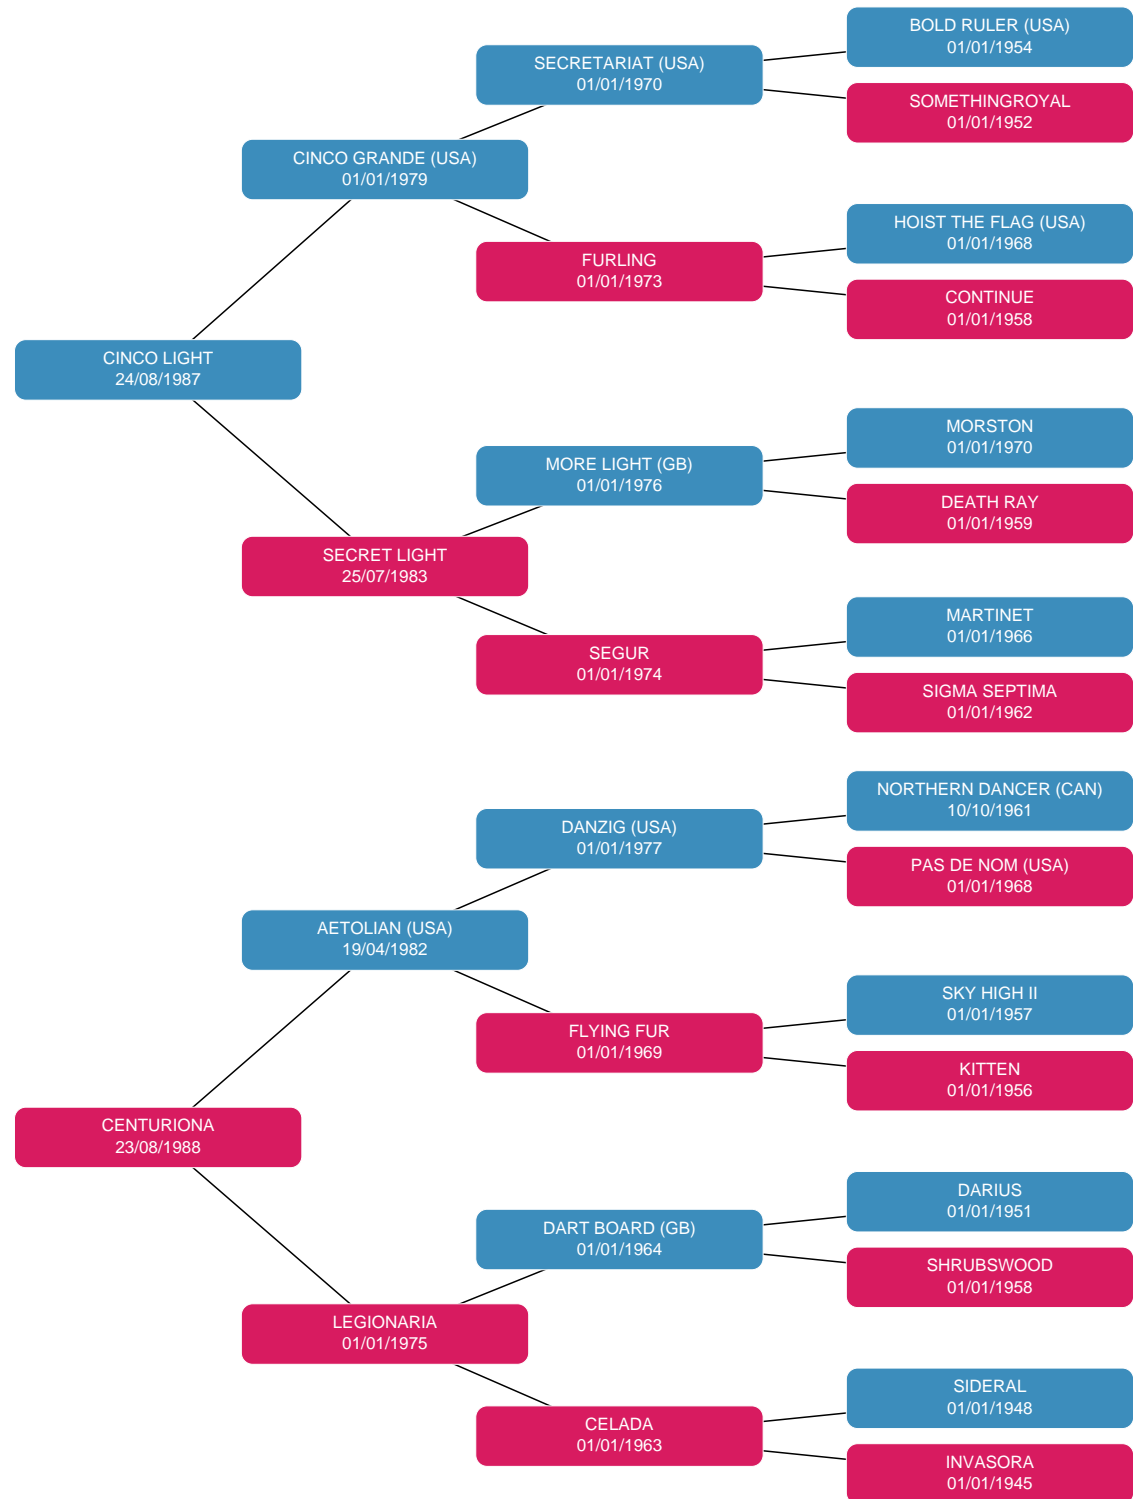 BOLD RULER (USA)
01/01/1954
SECRETARIAT (USA)
01/01/1970
SOMETHINGROYAL
01/01/1952
CINCO GRANDE (USA)
01/01/1979
HOIST THE FLAG (USA)
01/01/1968
FURLING
01/01/1973
CONTINUE
01/01/1958
CINCO LIGHT
24/08/1987
MORSTON
01/01/1970
MORE LIGHT (GB)
01/01/1976
DEATH RAY
01/01/1959
SECRET LIGHT
25/07/1983
MARTINET
01/01/1966
SEGUR
01/01/1974
SIGMA SEPTIMA
01/01/1962
NORTHERN DANCER (CAN)
10/10/1961
DANZIG (USA)
01/01/1977
PAS DE NOM (USA)
01/01/1968
AETOLIAN (USA)
19/04/1982
SKY HIGH II
01/01/1957
FLYING FUR
01/01/1969
KITTEN
01/01/1956
CENTURIONA
23/08/1988
DARIUS
01/01/1951
DART BOARD (GB)
01/01/1964
SHRUBSWOOD
01/01/1958
LEGIONARIA
01/01/1975
SIDERAL
01/01/1948
CELADA
01/01/1963
INVASORA
01/01/1945